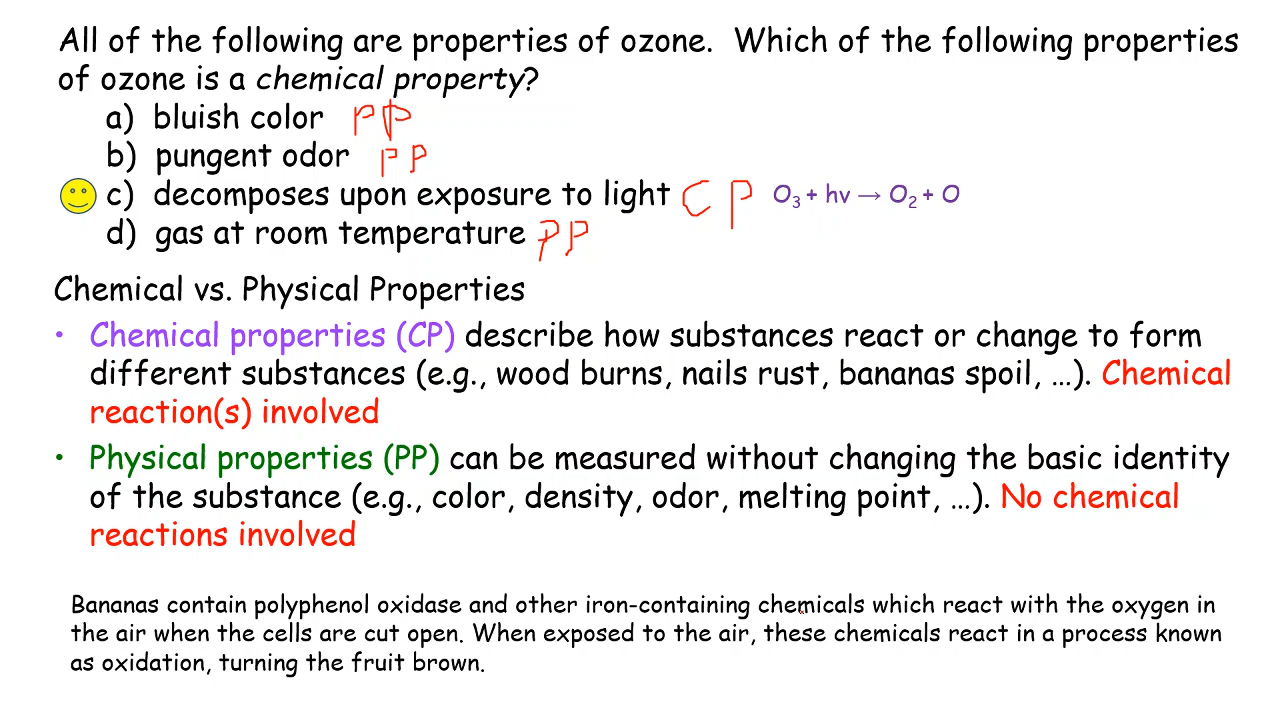 All of the following are properties of ozone. Which of the following properties
of ozone is a chemical property?
a) bluish color PP
b) pungent odor PP
c) decomposes upon exposure to light CP O₃ + hv → O₂ + O
d) gas at room temperature PP
Chemical vs. Physical Properties
• Chemical properties (CP) describe how substances react or change to form
different substances (e.g., wood burns, nails rust, bananas spoil, …). Chemical
reaction(s) involved
• Physical properties (PP) can be measured without changing the basic identity
of the substance (e.g., color, density, odor, melting point, …). No chemical
reactions involved
Bananas contain polyphenol oxidase and other iron-containing chemicals which react with the oxygen in
the air when the cells are cut open. When exposed to the air, these chemicals react in a process known
as oxidation, turning the fruit brown.